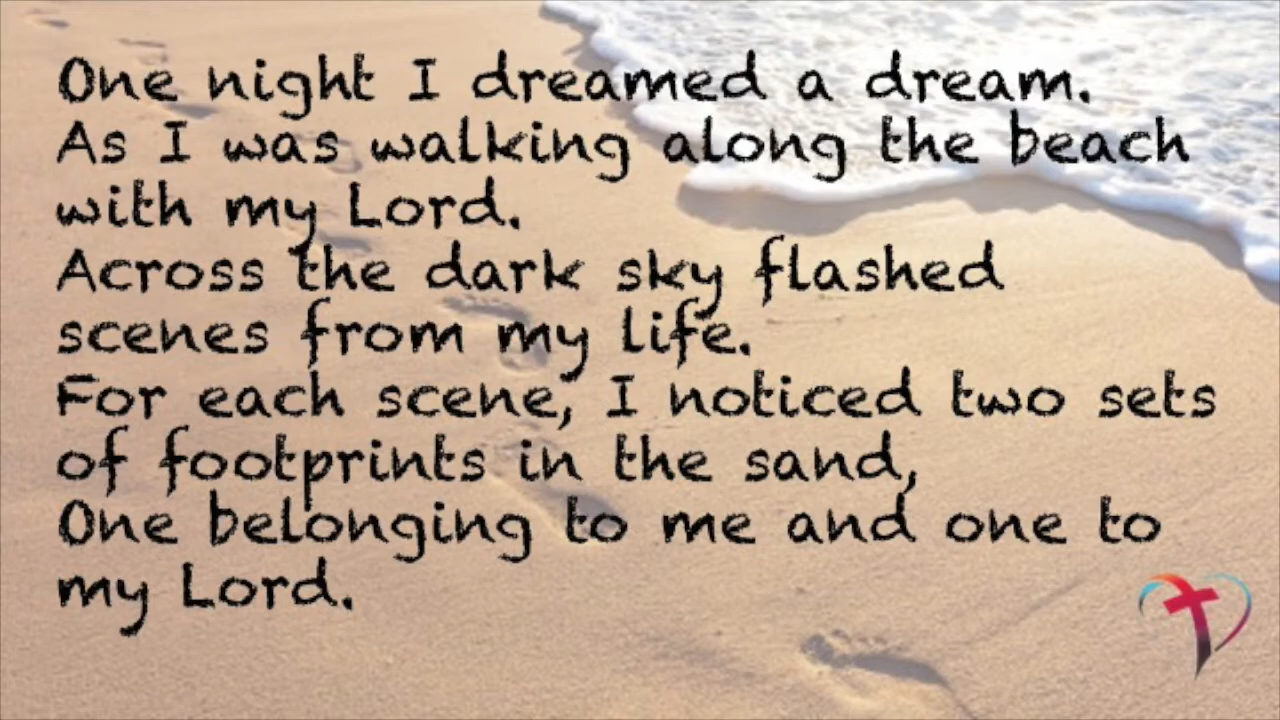 One night I dreamed a dream.
As I was walking along the beach
with my Lord.
Across the dark sky flashed
scenes from my life.
For each scene, I noticed two sets
of footprints in the sand,
One belonging to me and one to
my Lord.